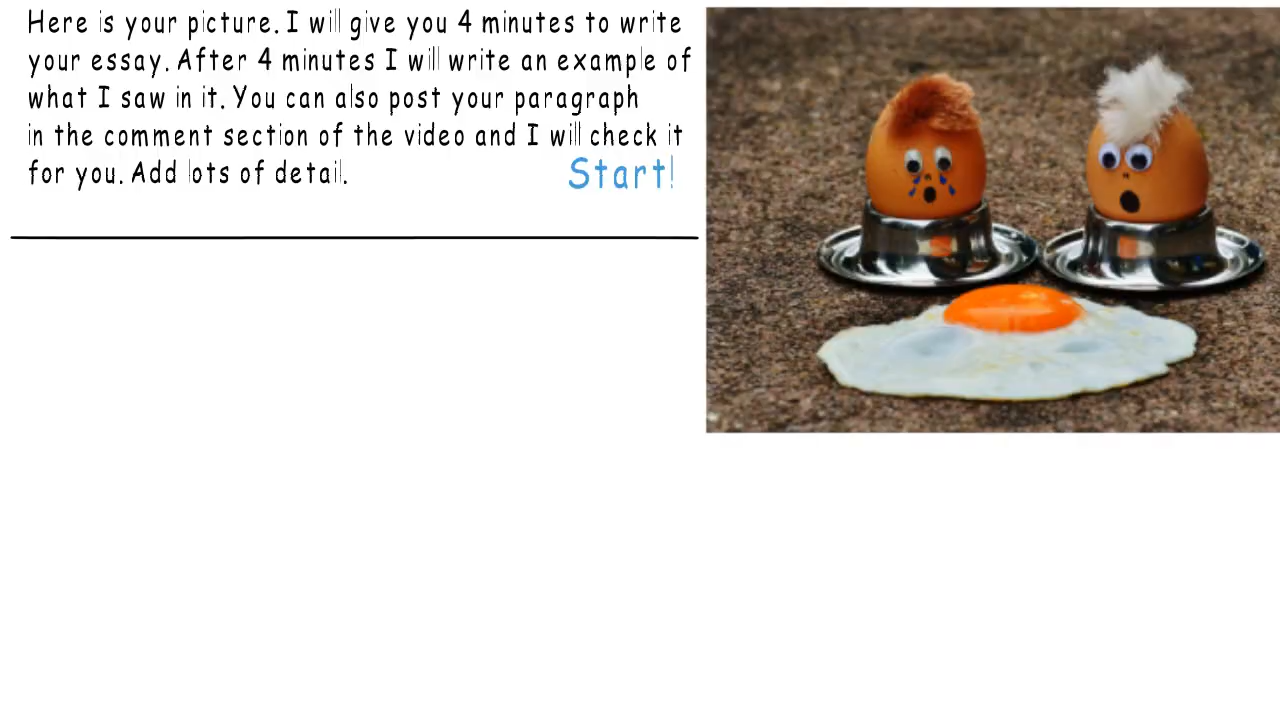 Here is your picture. I will give you 4 minutes to write
your essay. After 4 minutes I will write an example of
what I saw in it. You can also post your paragraph
in the comment section of the video and I will check it
for you. Add lots of detail.
Start!